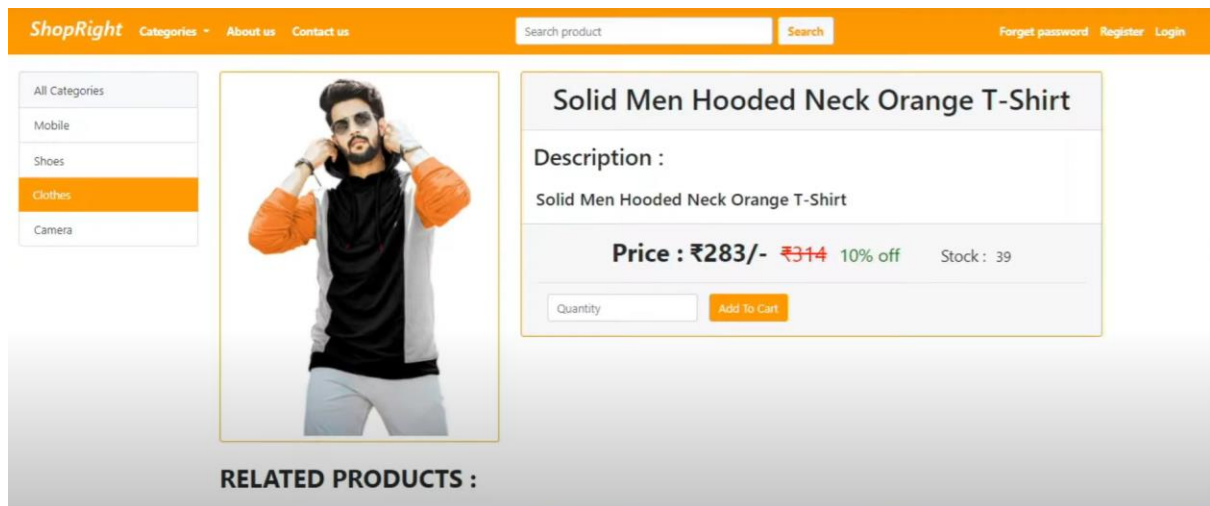 ShopRight Categories About us Contact us Search product Search Forget password Register Login
All Categories
Mobile
Shoes
Clothes
Camera
Solid Men Hooded Neck Orange T-Shirt
Description :
Solid Men Hooded Neck Orange T-Shirt
Price : ₹283/- ₹314 10% off Stock : 39
Quantity Add To Cart
RELATED PRODUCTS :